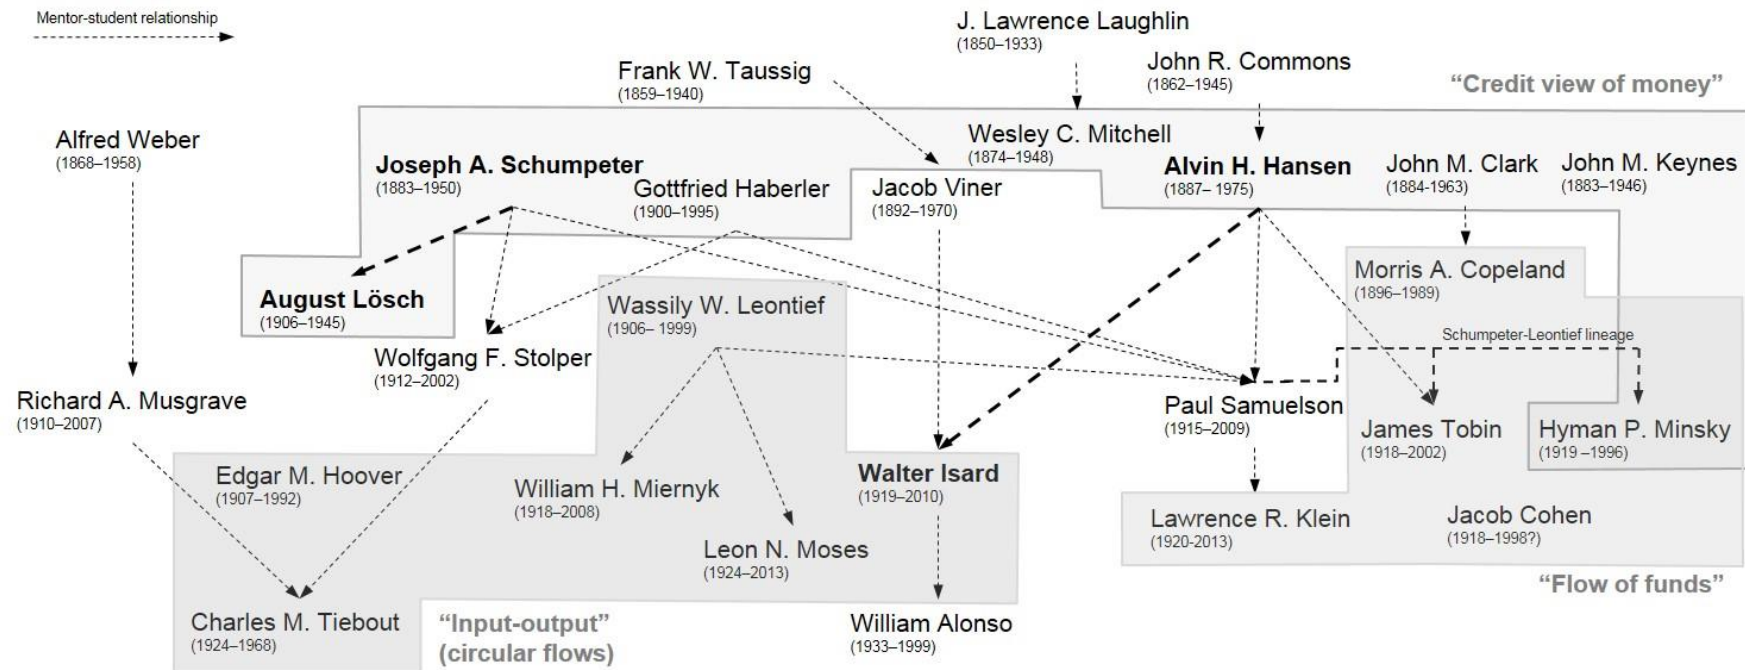 Mentor-student relationship
J. Lawrence Laughlin
(1850–1933)
John R. Commons
(1862–1945)
Frank W. Taussig
(1859–1940)
“Credit view of money”
Alfred Weber
(1868–1958)
Joseph A. Schumpeter
(1883–1950)
Gottfried Haberler
(1900–1995)
Jacob Viner
(1892–1970)
Wesley C. Mitchell
(1874–1948)
Alvin H. Hansen
(1887– 1975)
John M. Clark
(1884-1963)
John M. Keynes
(1883–1946)
August Lösch
(1906–1945)
Wassily W. Leontief
(1906– 1999)
Morris A. Copeland
(1896–1989)
Schumpeter-Leontief lineage
Wolfgang F. Stolper
(1912–2002)
Richard A. Musgrave
(1910–2007)
Paul Samuelson
(1915–2009)
James Tobin
(1918–2002)
Hyman P. Minsky
(1919 –1996)
Edgar M. Hoover
(1907–1992)
William H. Miernyk
(1918–2008)
Walter Isard
(1919–2010)
Leon N. Moses
(1924–2013)
Lawrence R. Klein
(1920-2013)
Jacob Cohen
(1918–1998?)
“Flow of funds”
Charles M. Tiebout
(1924–1968)
“Input-output”
(circular flows)
William Alonso
(1933–1999)